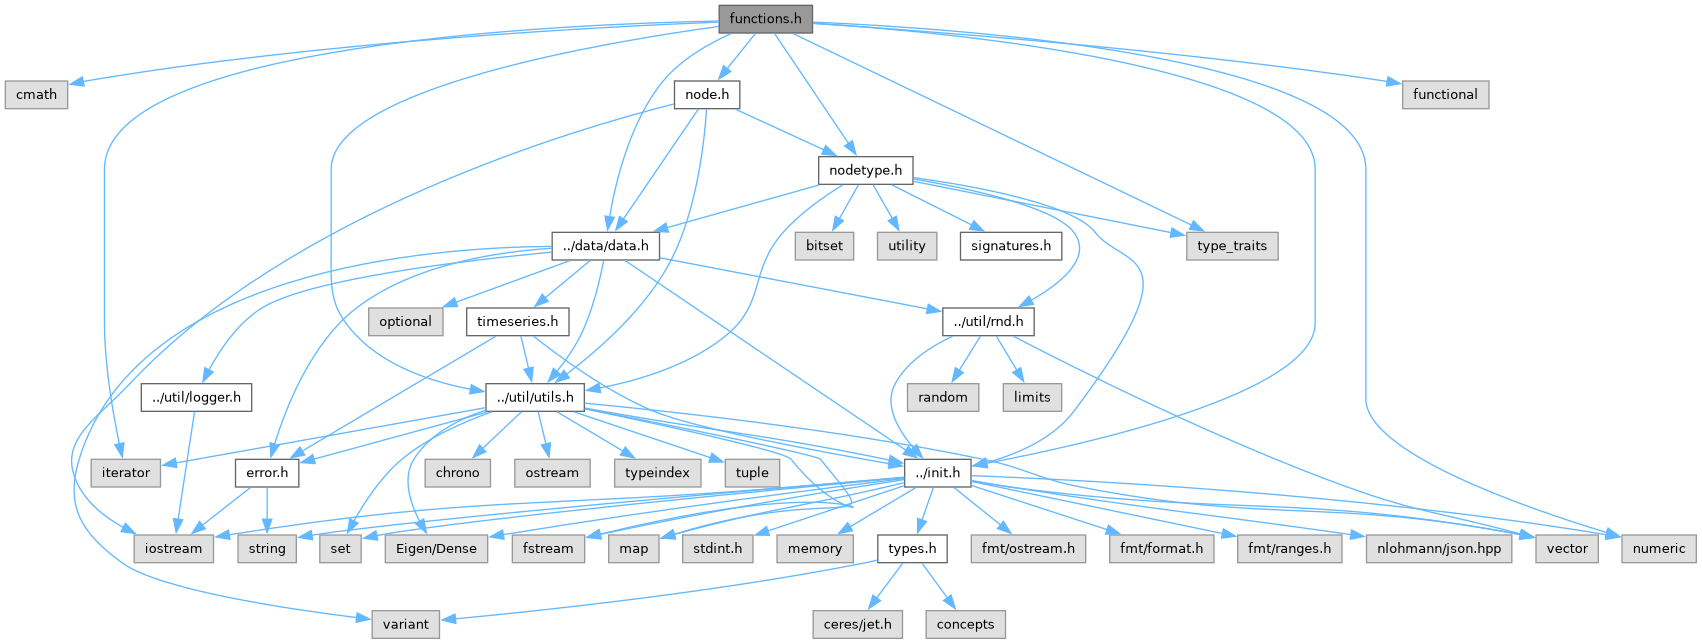 functions.h
cmath
node.h
functional
nodetype.h
../data/data.h
bitset
utility
signatures.h
type_traits
optional
timeseries.h
../util/rnd.h
../util/logger.h
../util/utils.h
random
limits
iterator
error.h
chrono
ostream
typeindex
tuple
../init.h
iostream
string
set
Eigen/Dense
fstream
map
stdint.h
memory
types.h
fmt/ostream.h
fmt/format.h
fmt/ranges.h
nlohmann/json.hpp
vector
numeric
variant
ceres/jet.h
concepts